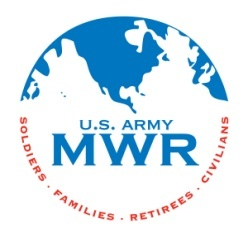 U.S. ARMY
MWR
SOLDIERS · FAMILIES · RETIREES · CIVILIANS